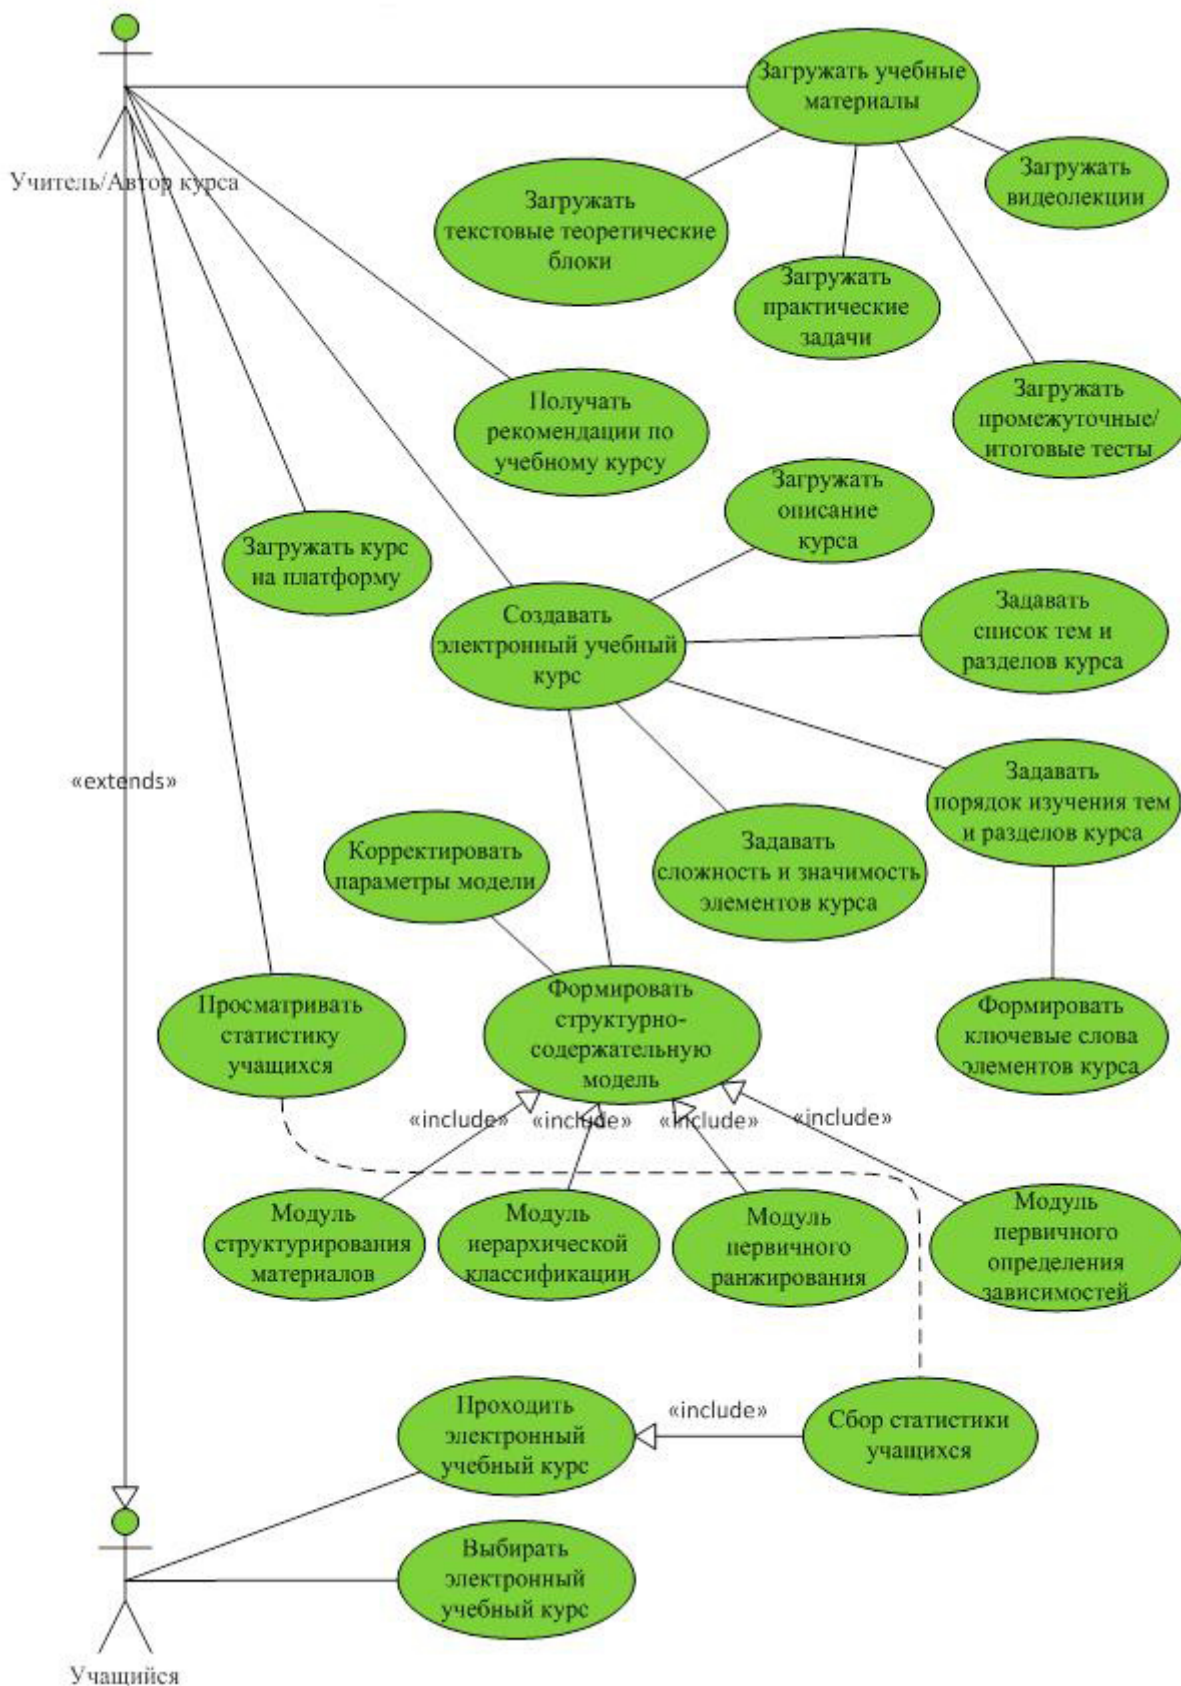 Загружать учебные
материалы
Учитель/Автор курса
Загружать
видеолекции
Загружать
текстовые теоретические
блоки
Загружать
практические
задачи
Загружать
промежуточные/
итоговые тесты
Получать
рекомендации по
учебному курсу
Загружать
описание
курса
Загружать курс
на платформу
Создавать
электронный учебный
курс
Задавать
список тем и
разделов курса
«extends»
Задавать
порядок изучения тем
и разделов курса
Корректировать
параметры модели
Задавать
сложность и значимость
элементов курса
Просматривать
статистику
учащихся
Формировать
структурно-
содержательную
модель
Формировать
ключевые слова
элементов курса
«include»
«include»
«include»
«include»
Модуль
структурирования
материалов
Модуль
иерархической
классификации
Модуль
первичного
ранжирования
Модуль
первичного
определения
зависимостей
Проходить
электронный
учебный курс
«include»
Сбор статистики
учащихся
Выбирать
электронный
учебный курс
Учащийся